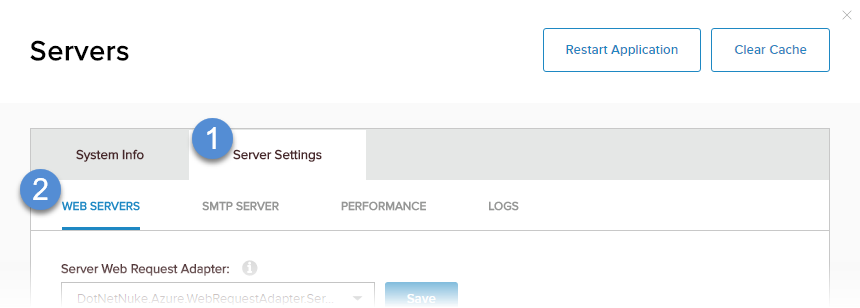 Servers
Restart Application
Clear Cache
System Info
1
Server Settings
2
WEB SERVERS
SMTP SERVER
PERFORMANCE
LOGS
Server Web Request Adapter:
DotNetNuke.Azure.WebRequestAdapter.Ser...
Save